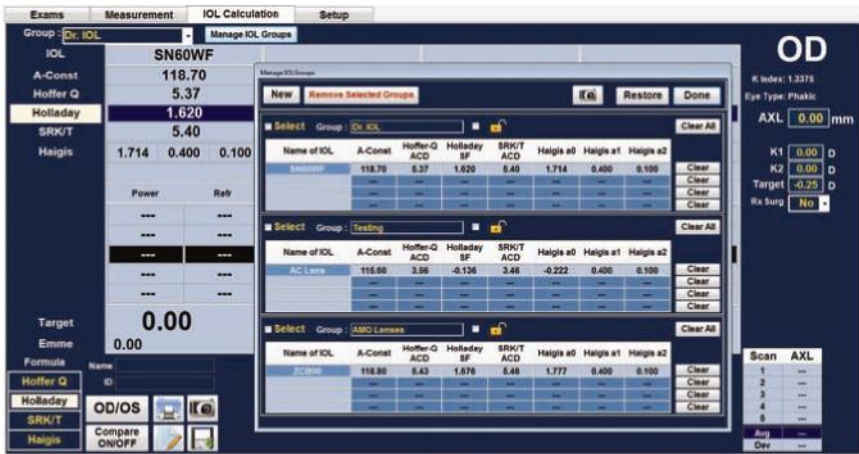 Exams Measurement IOL Calculation Setup
Group : Dr. IOL Manage IOL Groups
OD
IOL SN60WF
A-Const 118.70
Hoffer Q 5.37
Holladay 1.620
SRK/T 5.40
Haigis 1.714 0.400 0.100
Power Refr
--- ---
--- ---
--- ---
--- ---
--- ---
Target 0.00
Emme 0.00
Formula
Hoffer Q
Holladay
SRK/T
Haigis
Name
ID
OD/OS
Compare ON/OFF
Manage IOL Groups
New Remove Selected Groups Restore Done
Select Group : Dr. IOL Clear All
Name of IOL A-Const Hoffer-Q ACD Holladay SF SRK/T ACD Haigis a0 Haigis a1 Haigis a2
SN60WF 118.70 5.37 1.620 5.40 1.714 0.400 0.100 Clear
--- --- --- --- --- --- --- Clear
--- --- --- --- --- --- --- Clear
--- --- --- --- --- --- --- Clear
Select Group : Testing Clear All
Name of IOL A-Const Hoffer-Q ACD Holladay SF SRK/T ACD Haigis a0 Haigis a1 Haigis a2
AC Lens 115.60 3.56 -0.136 3.46 -0.222 0.400 0.100 Clear
--- --- --- --- --- --- --- Clear
--- --- --- --- --- --- --- Clear
--- --- --- --- --- --- --- Clear
Select Group : AMO Lenses Clear All
Name of IOL A-Const Hoffer-Q ACD Holladay SF SRK/T ACD Haigis a0 Haigis a1 Haigis a2
ZCB00 118.80 5.43 1.676 5.46 1.777 0.400 0.100 Clear
--- --- --- --- --- --- --- Clear
--- --- --- --- --- --- --- Clear
--- --- --- --- --- --- --- Clear
K Index: 1.3375
Eye Type: Phakic
AXL 0.00 mm
K1 0.00 D
K2 0.00 D
Target -0.25 D
Rx Surg No
Scan AXL
1 ---
2 ---
3 ---
4 ---
5 ---
Avg ---
Dev ---